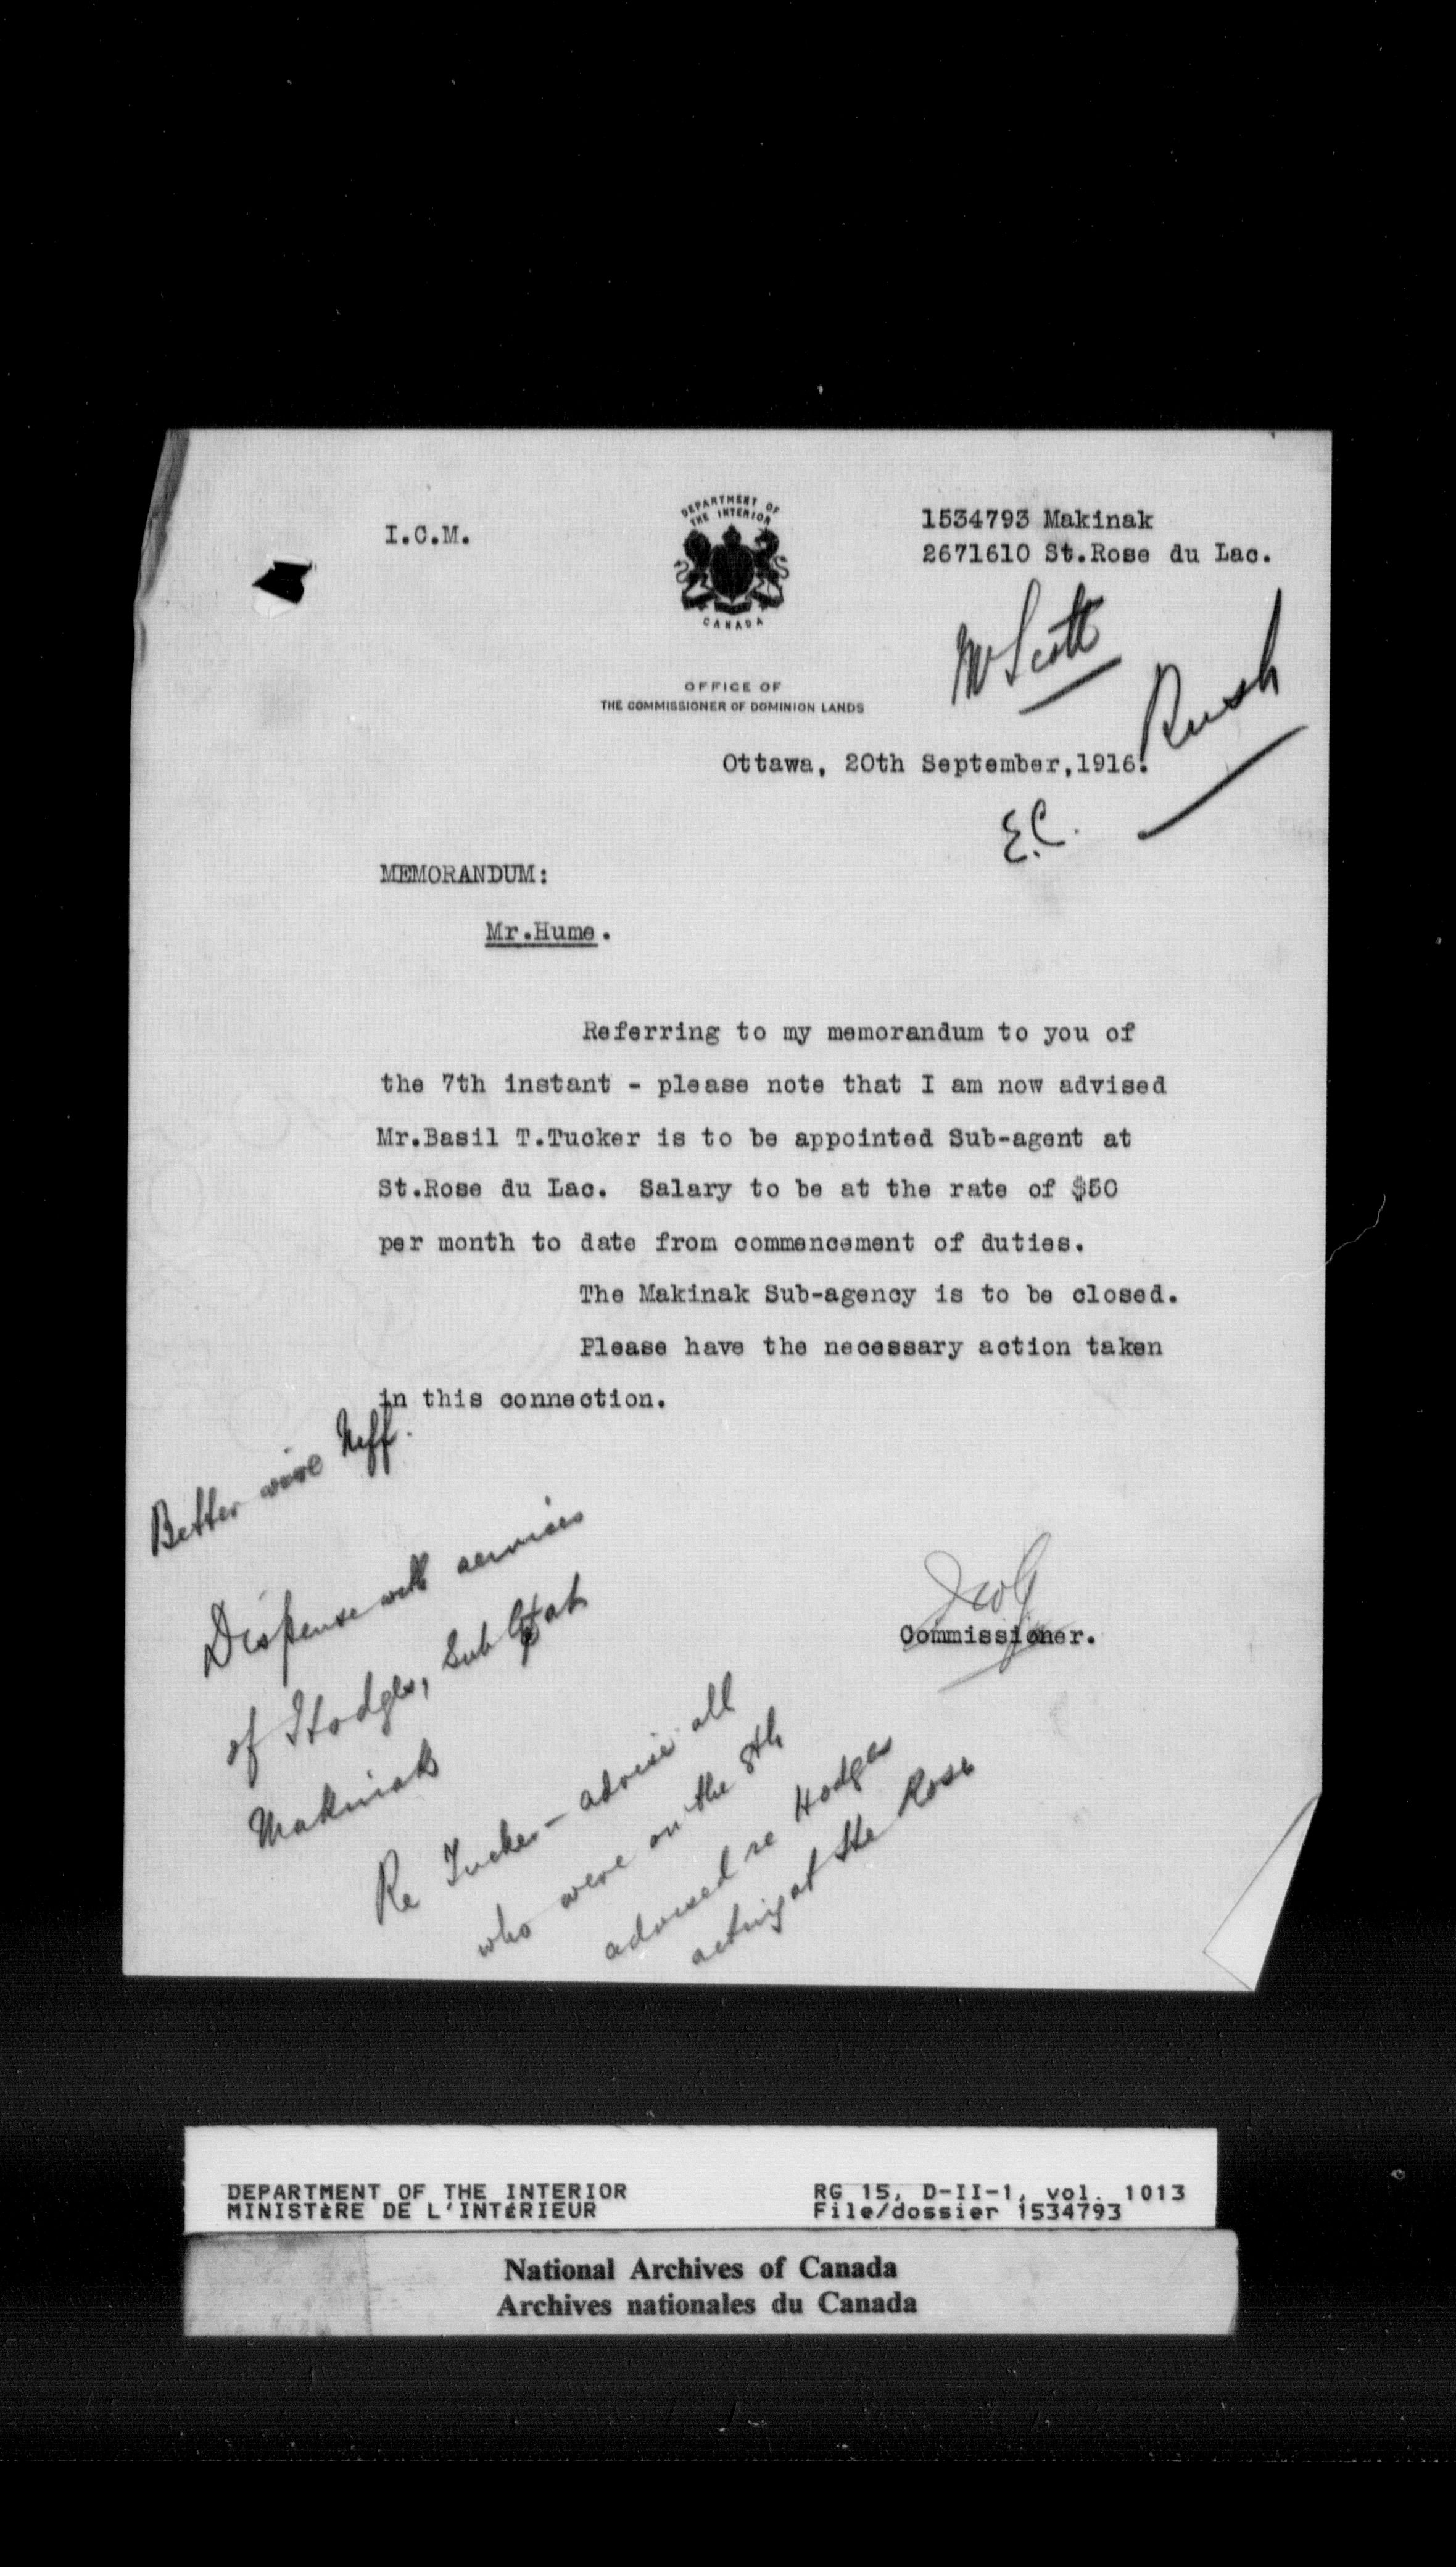 I.C.M.
DEPARTMENT OF
THE INTERIOR
CANADA
1534793 Makinak
2671610 St.Rose du Lac.
OFFICE OF
THE COMMISSIONER OF DOMINION LANDS
Mr Scott
Rush
Ottawa, 20th September,1916.
E.C.
MEMORANDUM:
Mr.Hume.
Referring to my memorandum to you of
the 7th instant - please note that I am now advised
Mr.Basil T.Tucker is to be appointed Sub-agent at
St.Rose du Lac. Salary to be at the rate of $50
per month to date from commencement of duties.
The Makinak Sub-agency is to be closed.
Please have the necessary action taken
in this connection.
Commissioner.
Better wire Neff.
Dispense with services
of Hodges, Sub Agt at
Makinak
Re Tucker - advise all
who were on the 8th
advised re Hodges
acting at Ste Rose
DEPARTMENT OF THE INTERIOR
MINISTÈRE DE L'INTÉRIEUR
RG 15, D-II-1, vol. 1013
File/dossier 1534793
National Archives of Canada
Archives nationales du Canada